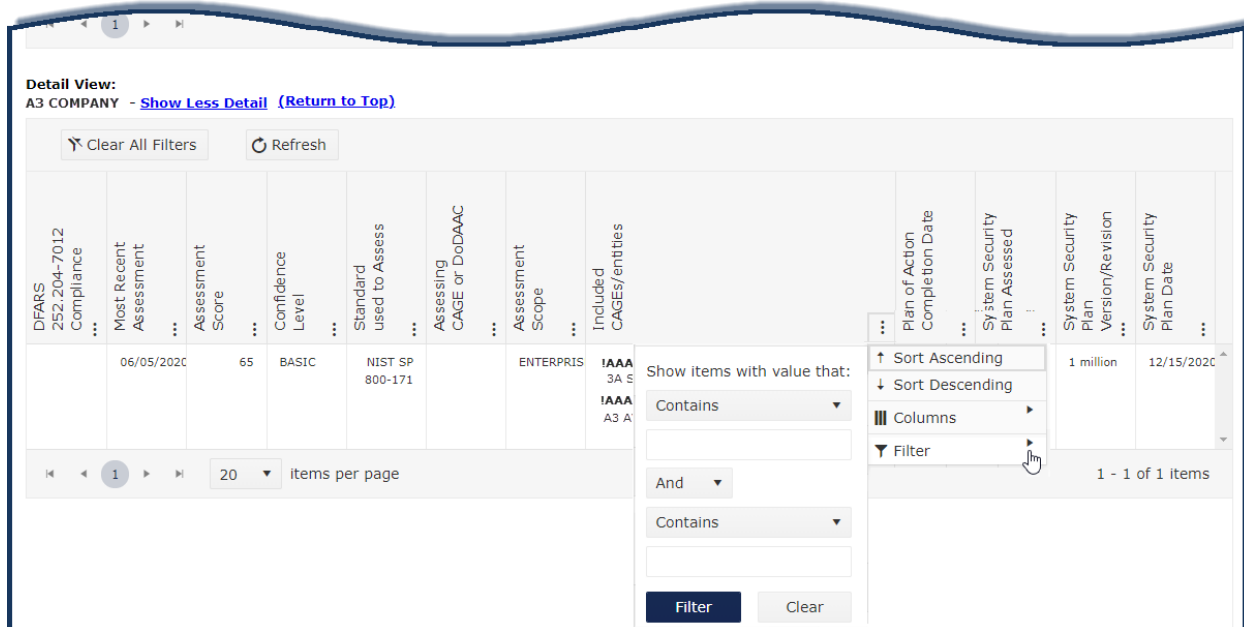 1
Detail View:
A3 COMPANY - Show Less Detail (Return to Top)
Clear All Filters Refresh
DFARS
252.204-7012
Compliance
Most Recent
Assessment
Assessment
Score
Confidence
Level
Standard
used to Assess
Assessing
CAGE or DoDAAC
Assessment
Scope
Included
CAGEs/entities
Plan of Action
Completion Date
System Security
Plan Assessed
System Security
Plan
Version/Revision
System Security
Plan Date
06/05/2020 65 BASIC NIST SP
800-171
ENTERPRIS
!AAA
3A S
!AAA
A3 A
1 million 12/15/2020
Show items with value that:
Contains
And
Contains
Filter Clear
Sort Ascending
Sort Descending
Columns
Filter
1 20 items per page 1 - 1 of 1 items